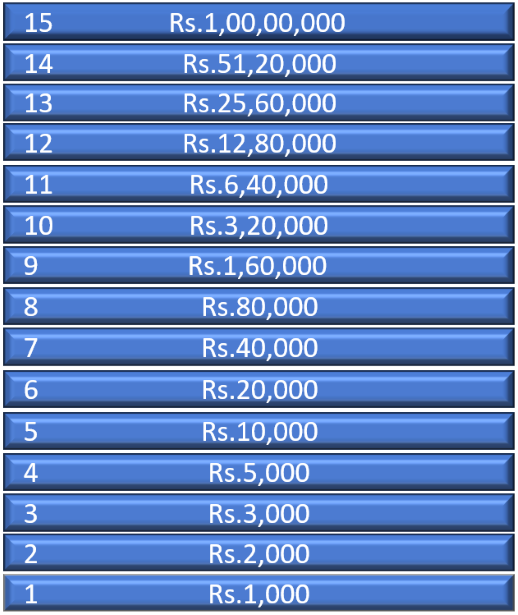 15 Rs.1,00,00,000
14 Rs.51,20,000
13 Rs.25,60,000
12 Rs.12,80,000
11 Rs.6,40,000
10 Rs.3,20,000
9 Rs.1,60,000
8 Rs.80,000
7 Rs.40,000
6 Rs.20,000
5 Rs.10,000
4 Rs.5,000
3 Rs.3,000
2 Rs.2,000
1 Rs.1,000